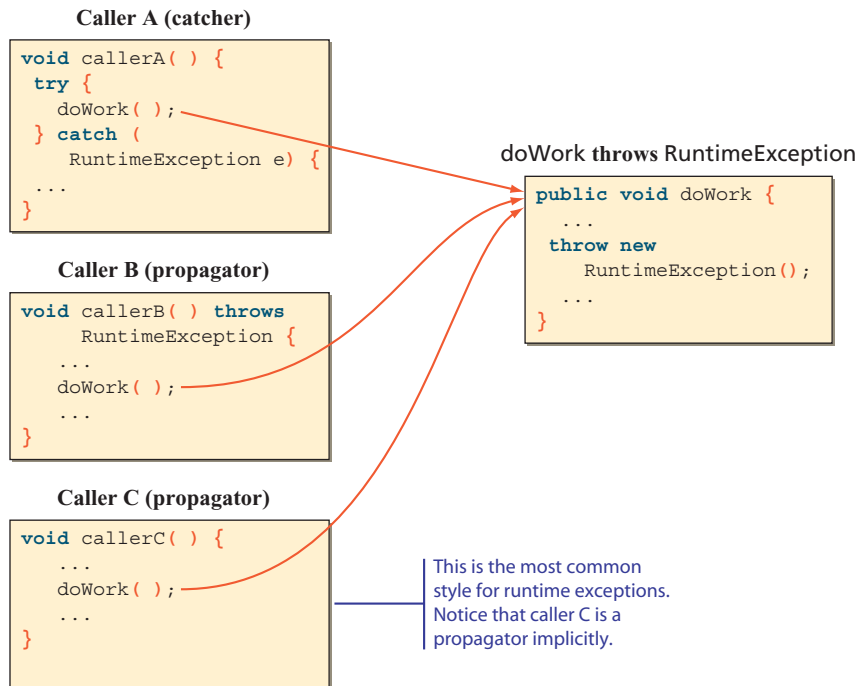 Caller A (catcher)
void callerA( ) {
try {
doWork( );
} catch (
RuntimeException e) {
...
}
doWork throws RuntimeException
public void doWork {
...
throw new
RuntimeException();
...
}
Caller B (propagator)
void callerB( ) throws
RuntimeException {
...
doWork( );
...
}
Caller C (propagator)
void callerC( ) {
...
doWork( );
...
}
This is the most common
style for runtime exceptions.
Notice that caller C is a
propagator implicitly.